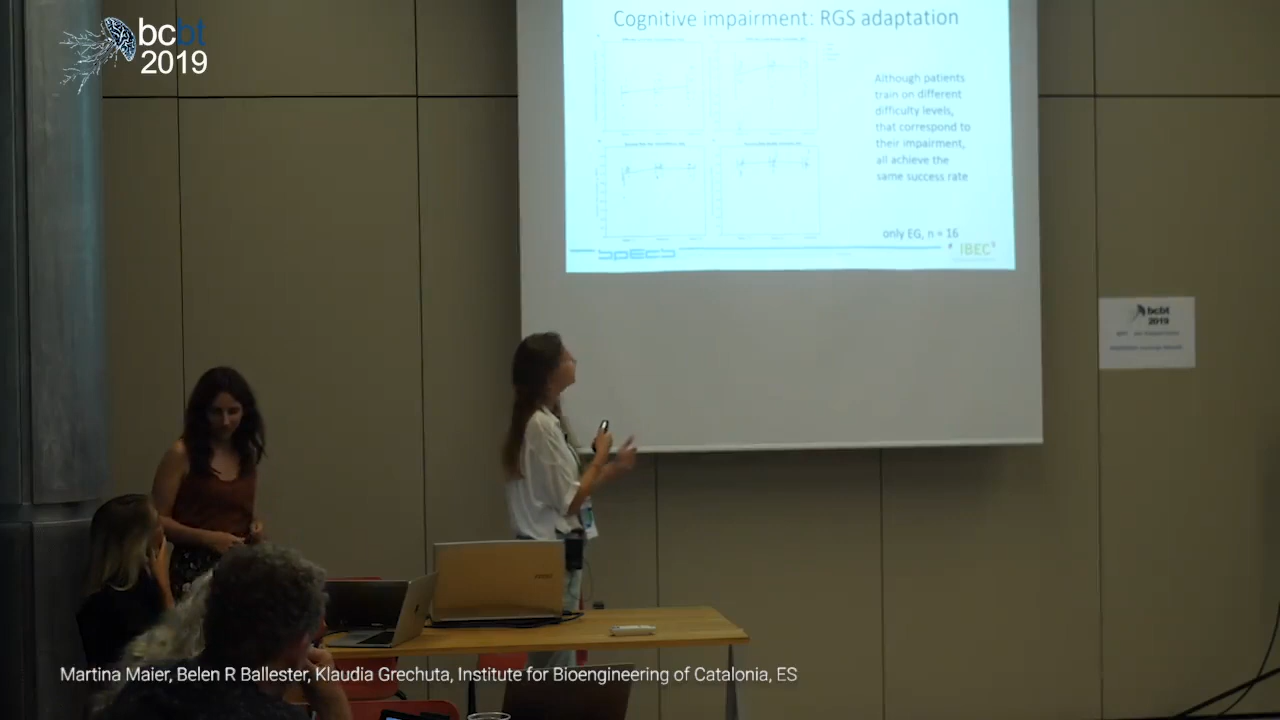 bcbt
2019
Cognitive impairment: RGS adaptation
Although patients
train on different
difficulty levels,
that correspond to
their impairment,
all achieve the
same success rate
only EG, n = 16
specs
IBEC
bcbt
2019
Martina Maier, Belen R Ballester, Klaudia Grechuta, Institute for Bioengineering of Catalonia, ES